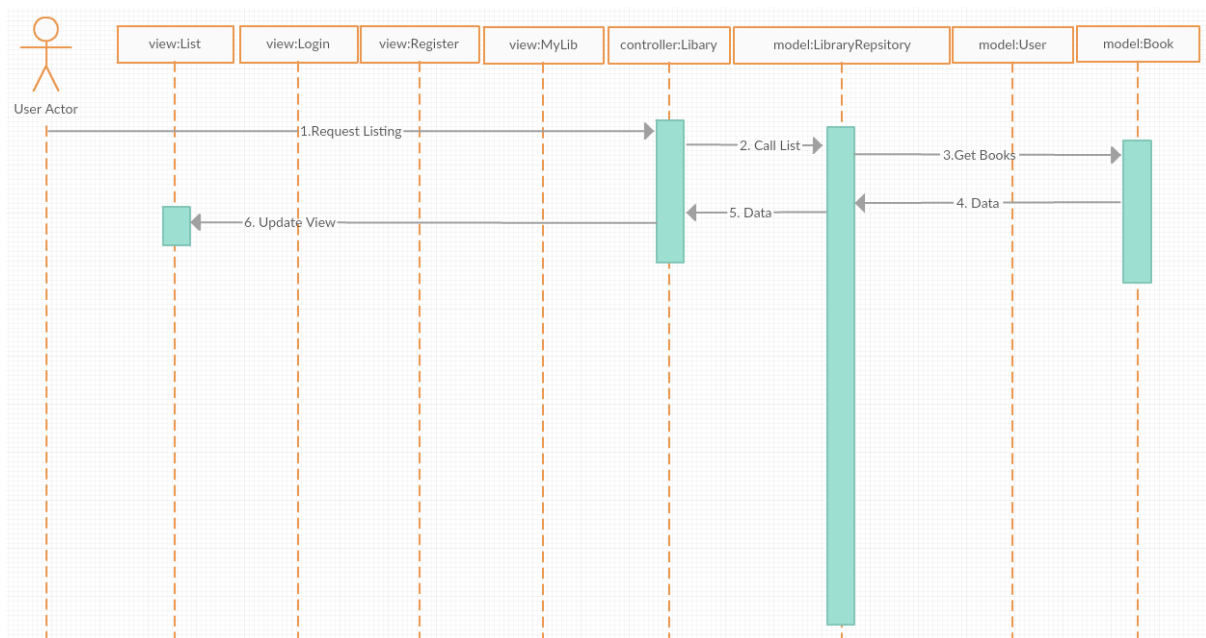 view:List
view:Login
view:Register
view:MyLib
controller:Libary
model:LibraryRepsitory
model:User
model:Book
User Actor
1.Request Listing
2. Call List
3.Get Books
4. Data
5. Data
6. Update View